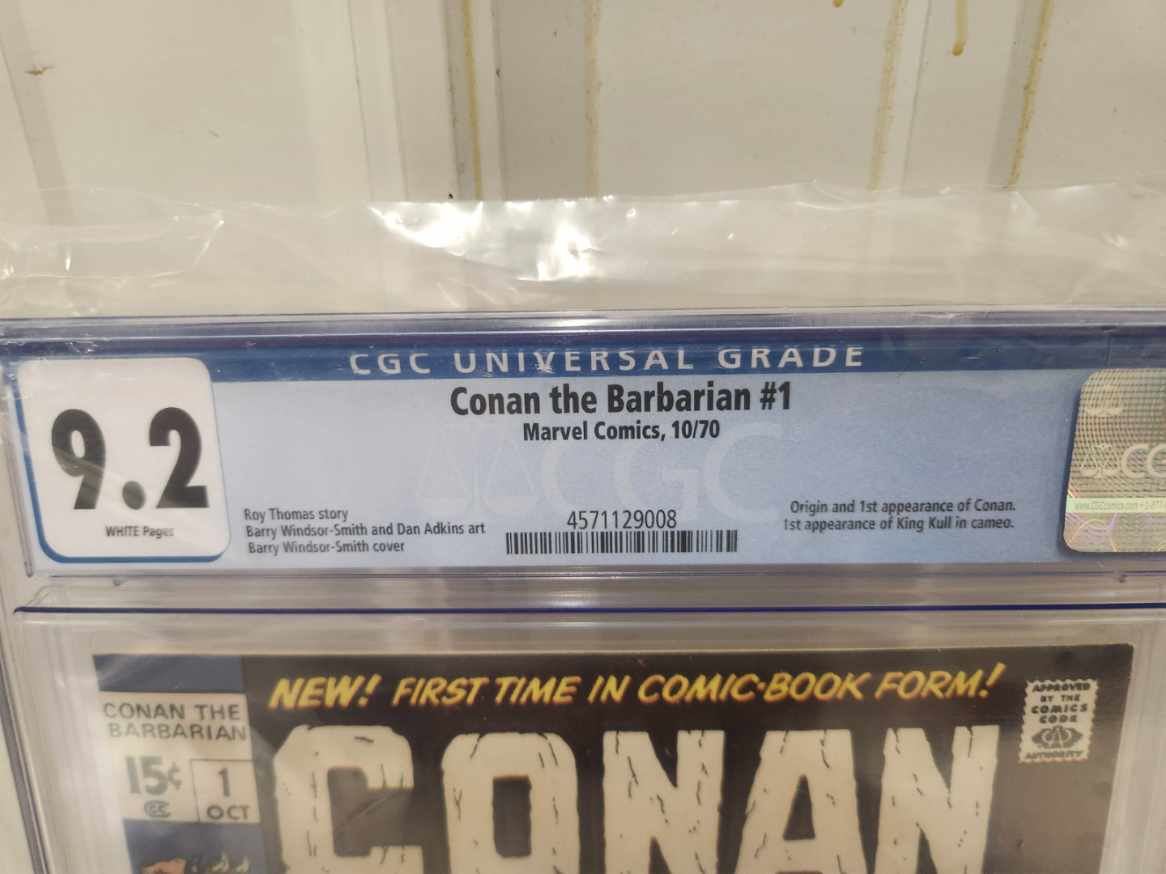 CGC UNIVERSAL GRADE
9.2
WHITE Pages
Conan the Barbarian #1
Marvel Comics, 10/70
Roy Thomas story
Barry Windsor-Smith and Dan Adkins art
Barry Windsor-Smith cover
4571129008
Origin and 1st appearance of Conan.
1st appearance of King Kull in cameo.
CGC
NEW! FIRST TIME IN COMIC-BOOK FORM!
CONAN THE
BARBARIAN
15¢
1
OCT
CONAN
APPROVED
BY THE
COMICS
CODE
AUTHORITY